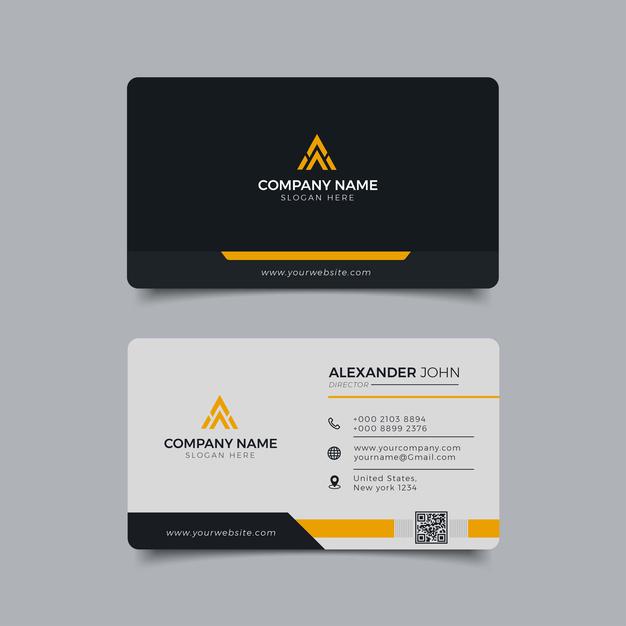 COMPANY NAME
SLOGAN HERE
www.yourwebsite.com
ALEXANDER JOHN
DIRECTOR
COMPANY NAME
SLOGAN HERE
+000 2103 8894
+000 8899 2376
www.yourcompany.com
yourname@Gmail.com
United States,
New york 1234
www.yourwebsite.com